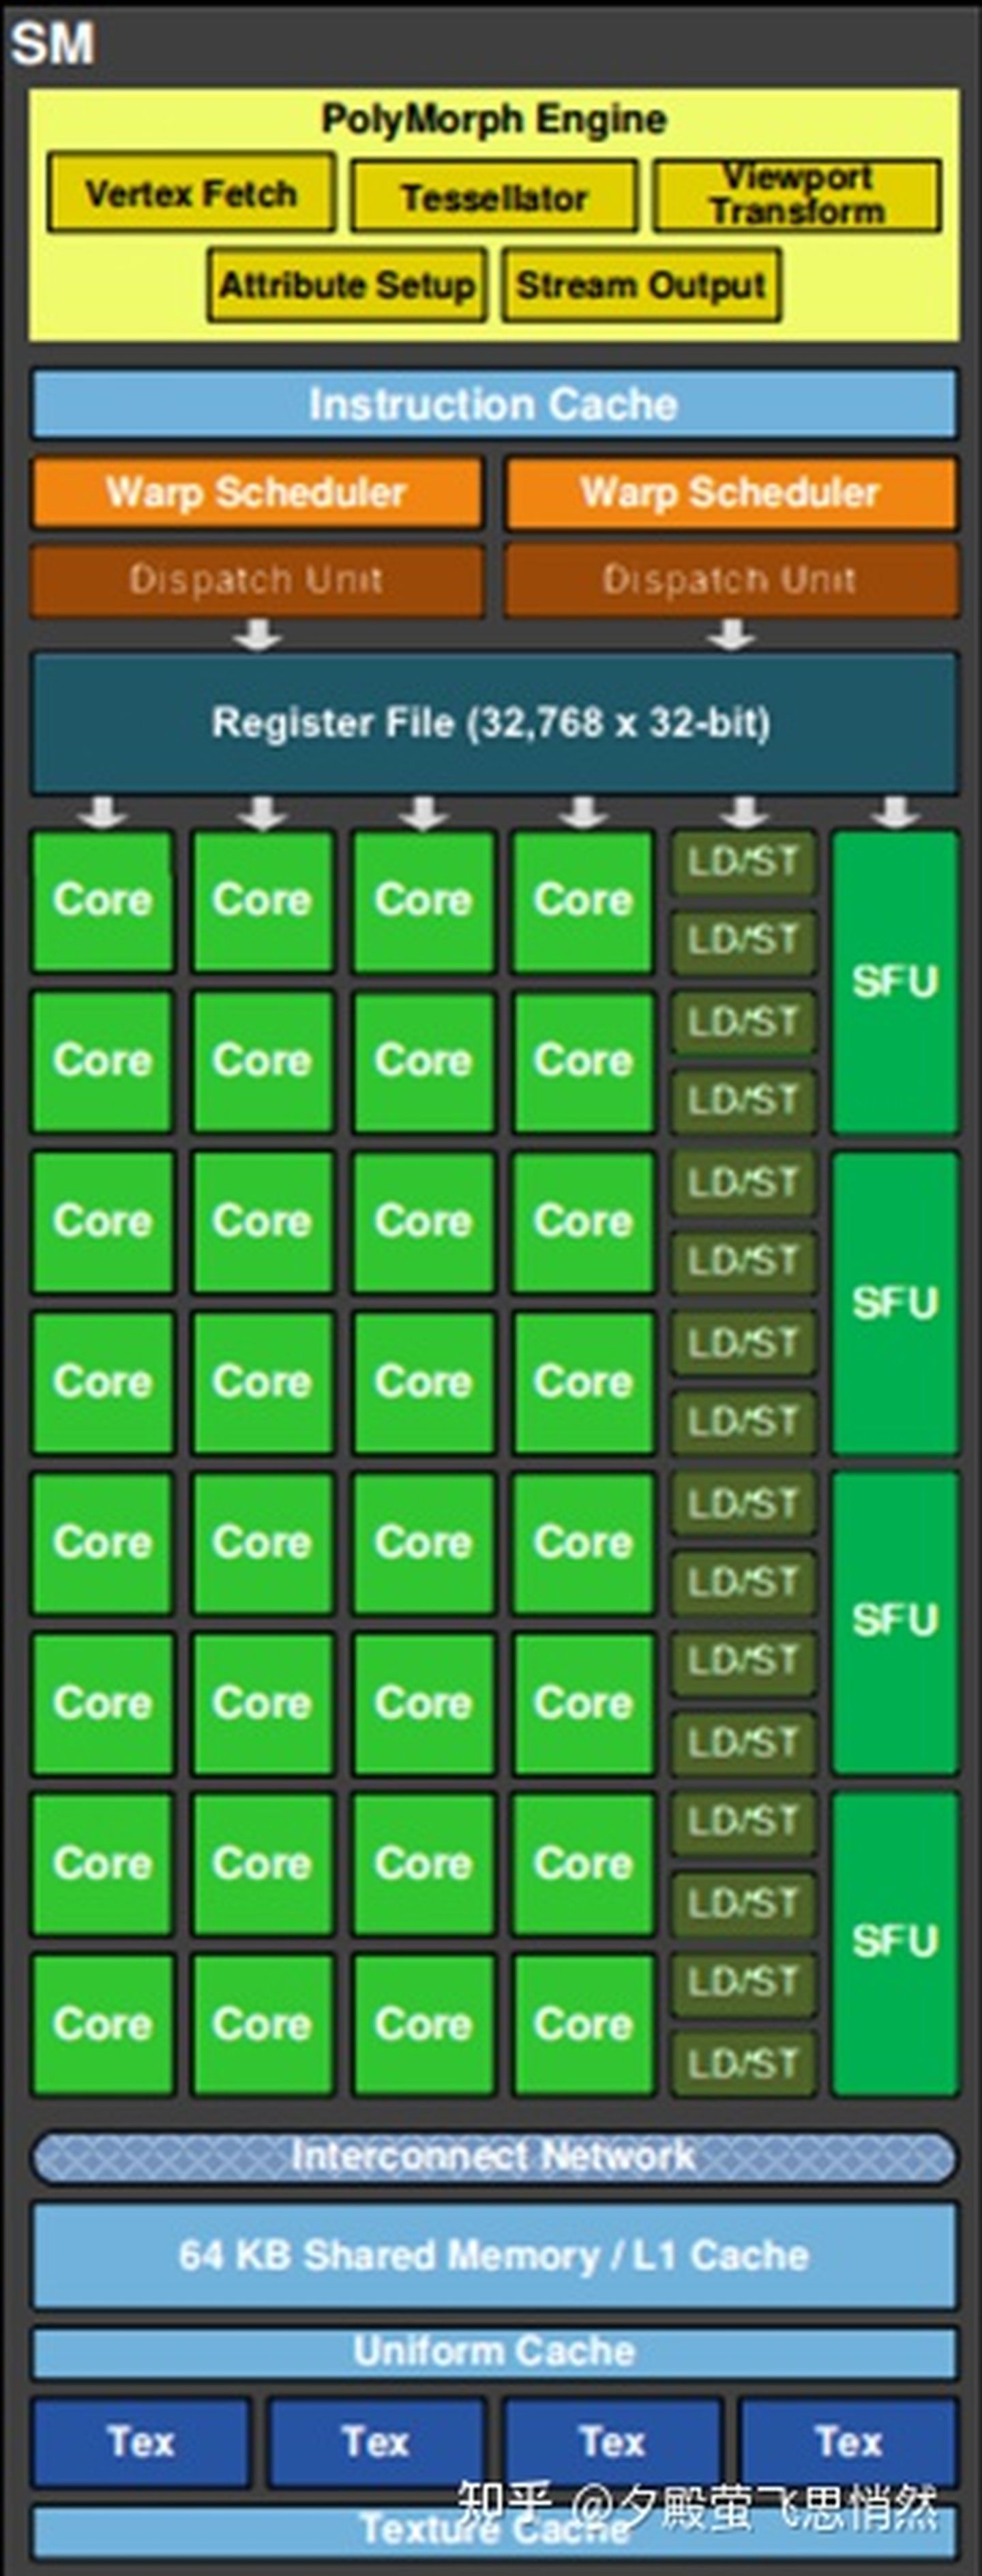 SM
PolyMorph Engine
Vertex Fetch Tessellator Viewport Transform
Attribute Setup Stream Output
Instruction Cache
Warp Scheduler Warp Scheduler
Dispatch Unit Dispatch Unit
Register File (32,768 x 32-bit)
Core Core Core Core LD/ST SFU
LD/ST
Core Core Core Core LD/ST
LD/ST
Core Core Core Core LD/ST SFU
LD/ST
Core Core Core Core LD/ST
LD/ST
Core Core Core Core LD/ST SFU
LD/ST
Core Core Core Core LD/ST
LD/ST
Core Core Core Core LD/ST SFU
LD/ST
Core Core Core Core LD/ST
LD/ST
Interconnect Network
64 KB Shared Memory / L1 Cache
Uniform Cache
Tex Tex Tex Tex
知乎 @夕殿萤飞思悄然
Texture Cache